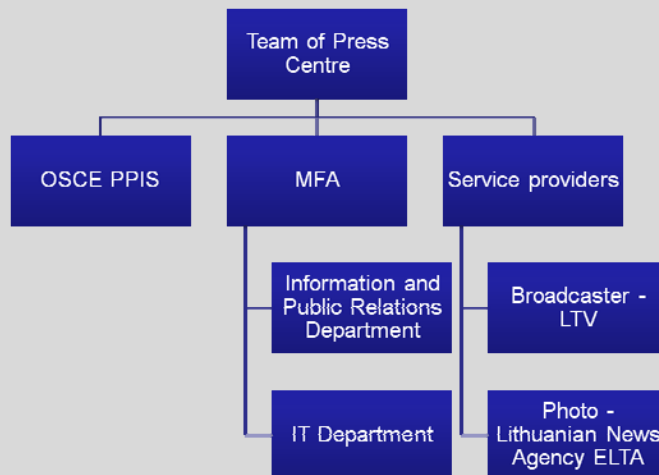 Team of Press
Centre
OSCE PPIS
MFA
Service providers
Information and
Public Relations
Department
Broadcaster -
LTV
IT Department
Photo -
Lithuanian News
Agency ELTA